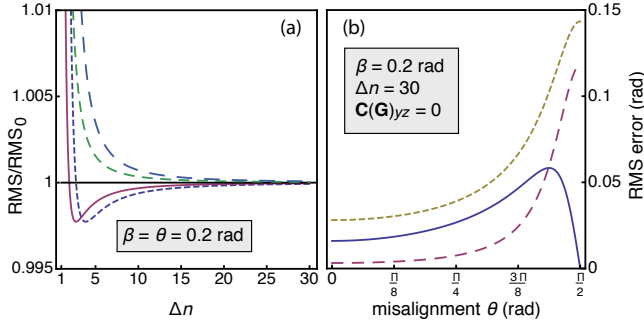 1.01
1.005
1
0.995
RMS/RMS0
(a)
β = θ = 0.2 rad
1 5 10 15 20 25 30
Δn
(b)
β = 0.2 rad
Δn = 30
C(G)yz = 0
0.15
0.1
0.05
0
RMS error (rad)
0 π/8 π/4 3π/8 π/2
misalignment θ (rad)